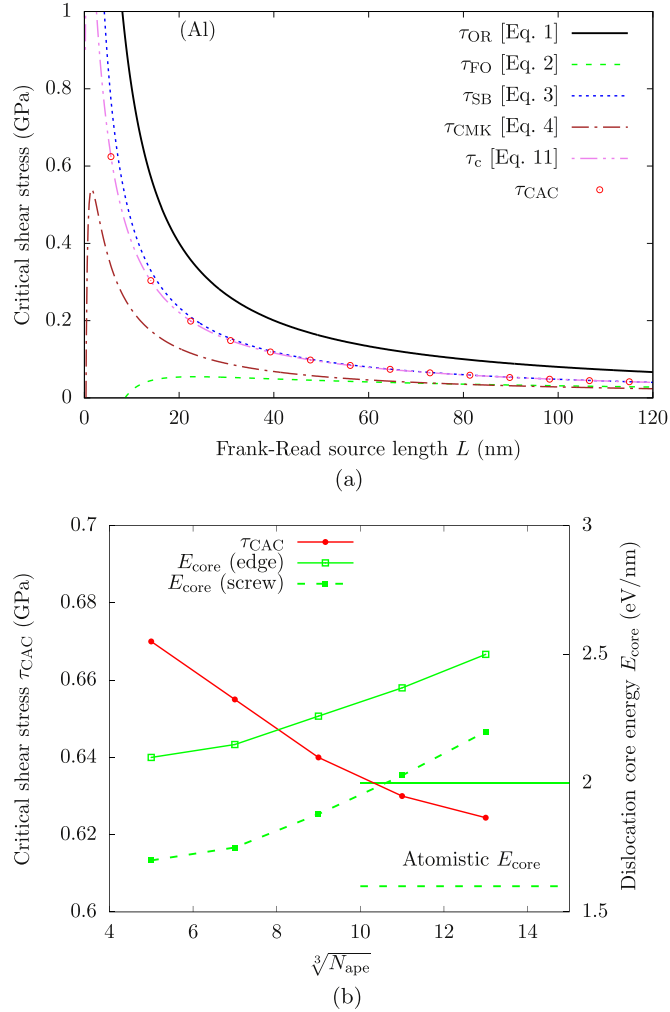 (Al)
τOR [Eq. 1]
τFO [Eq. 2]
τSB [Eq. 3]
τCMK [Eq. 4]
τc [Eq. 11]
τCAC
Critical shear stress (GPa)
1
0.8
0.6
0.4
0.2
0
0 20 40 60 80 100 120
Frank-Read source length L (nm)
(a)
τCAC
Ecore (edge)
Ecore (screw)
Critical shear stress τCAC (GPa)
0.7
0.68
0.66
0.64
0.62
0.6
3
2.5
2
1.5
Dislocation core energy Ecore (eV/nm)
Atomistic Ecore
4 6 8 10 12 14
∛Nape
(b)